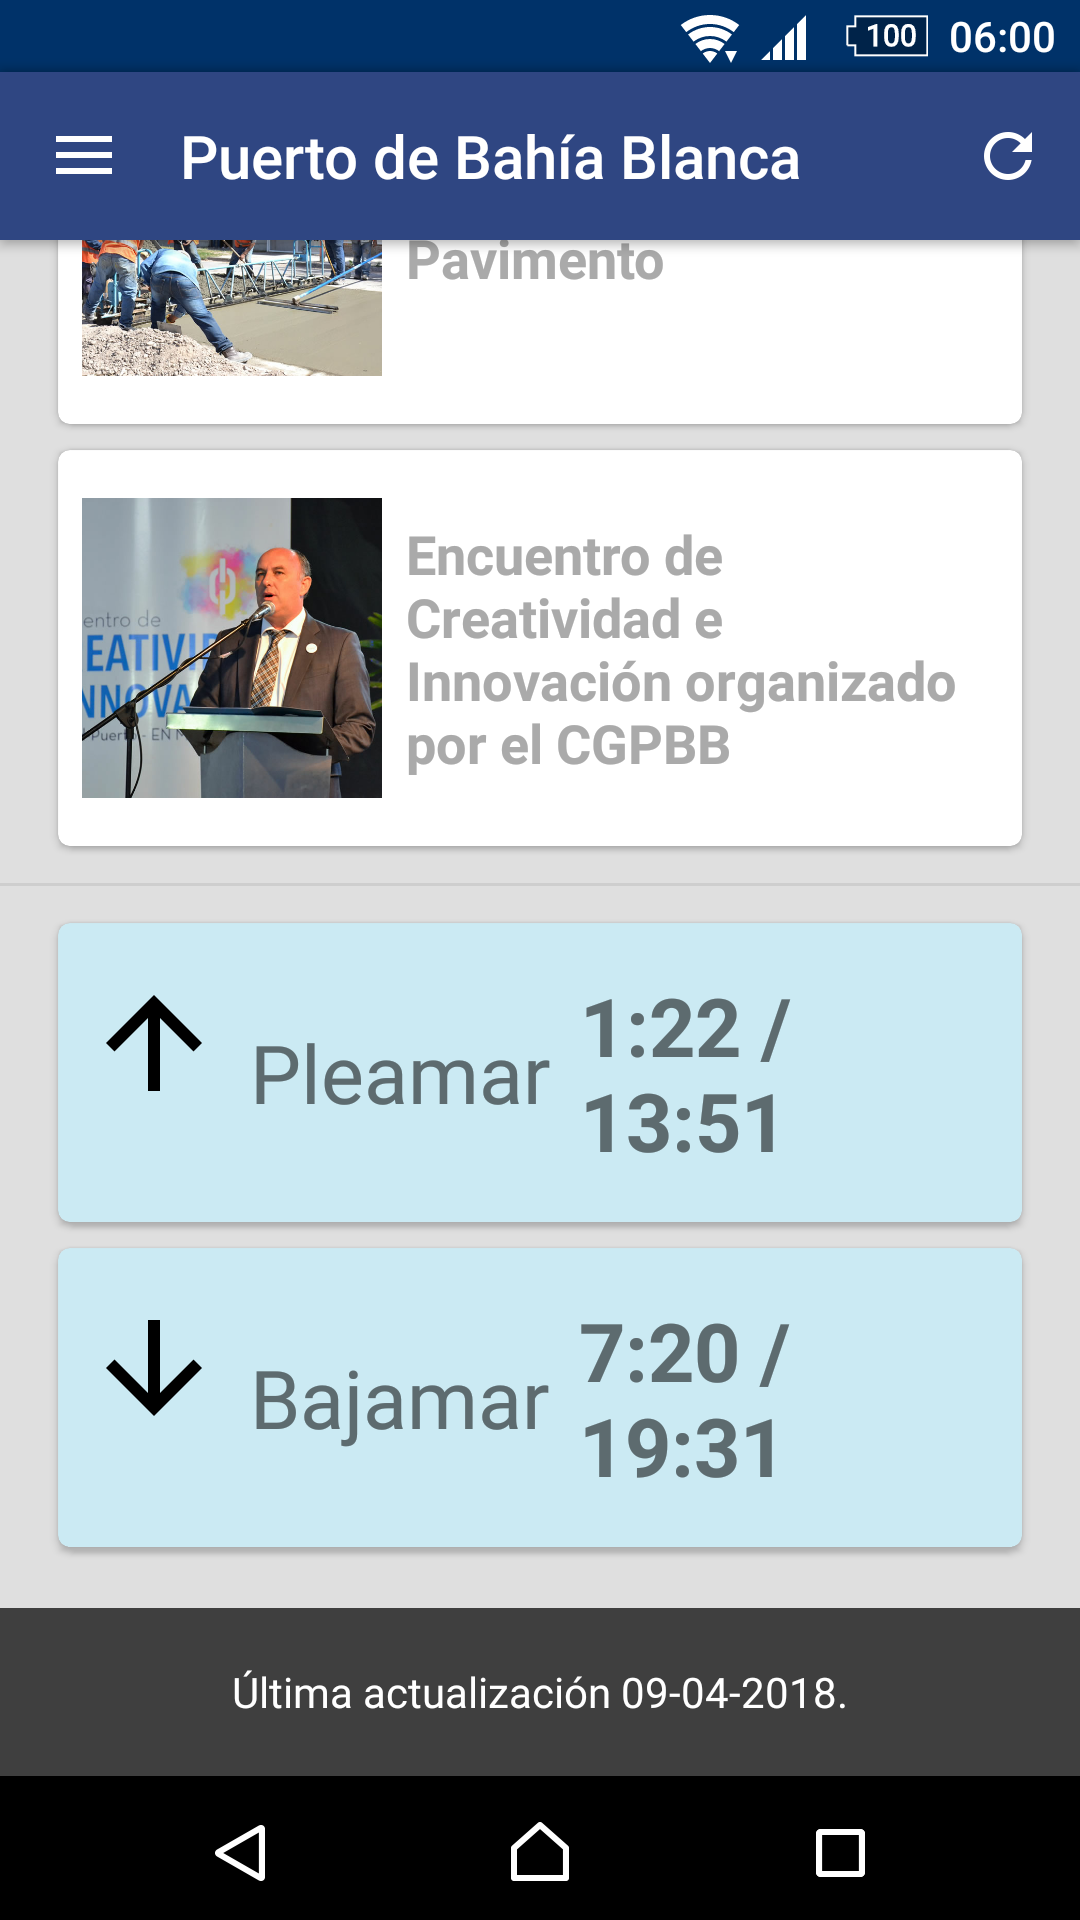 100 06:00
Puerto de Bahía Blanca
Pavimento
entro de
EATIVI
NNOVA
Puert - EN
Encuentro de
Creatividad e
Innovación organizado
por el CGPBB
Pleamar 1:22 /
13:51
Bajamar 7:20 /
19:31
Última actualización 09-04-2018.